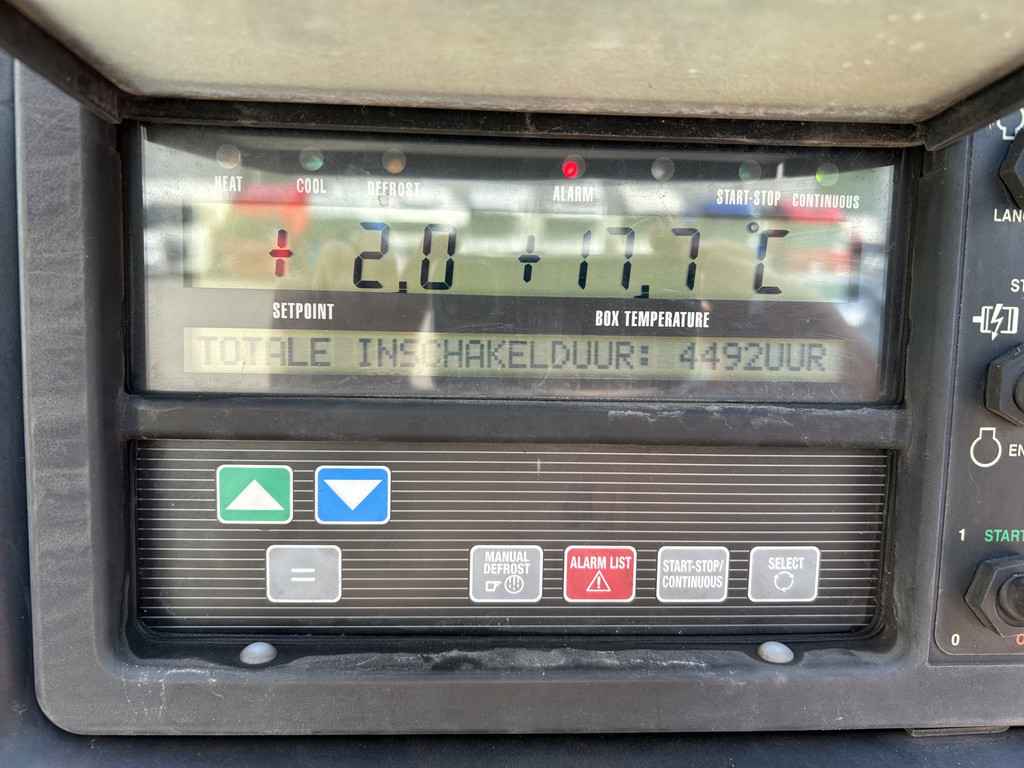 HEAT COOL DEFROST ALARM START-STOP CONTINUOUS
+ 2.0 +17.7 °C
SETPOINT BOX TEMPERATURE
TOTALE INSCHAKELDUUR: 4492UUR
MANUAL DEFROST
ALARM LIST
START-STOP/
CONTINUOUS
SELECT
=
1 START
0